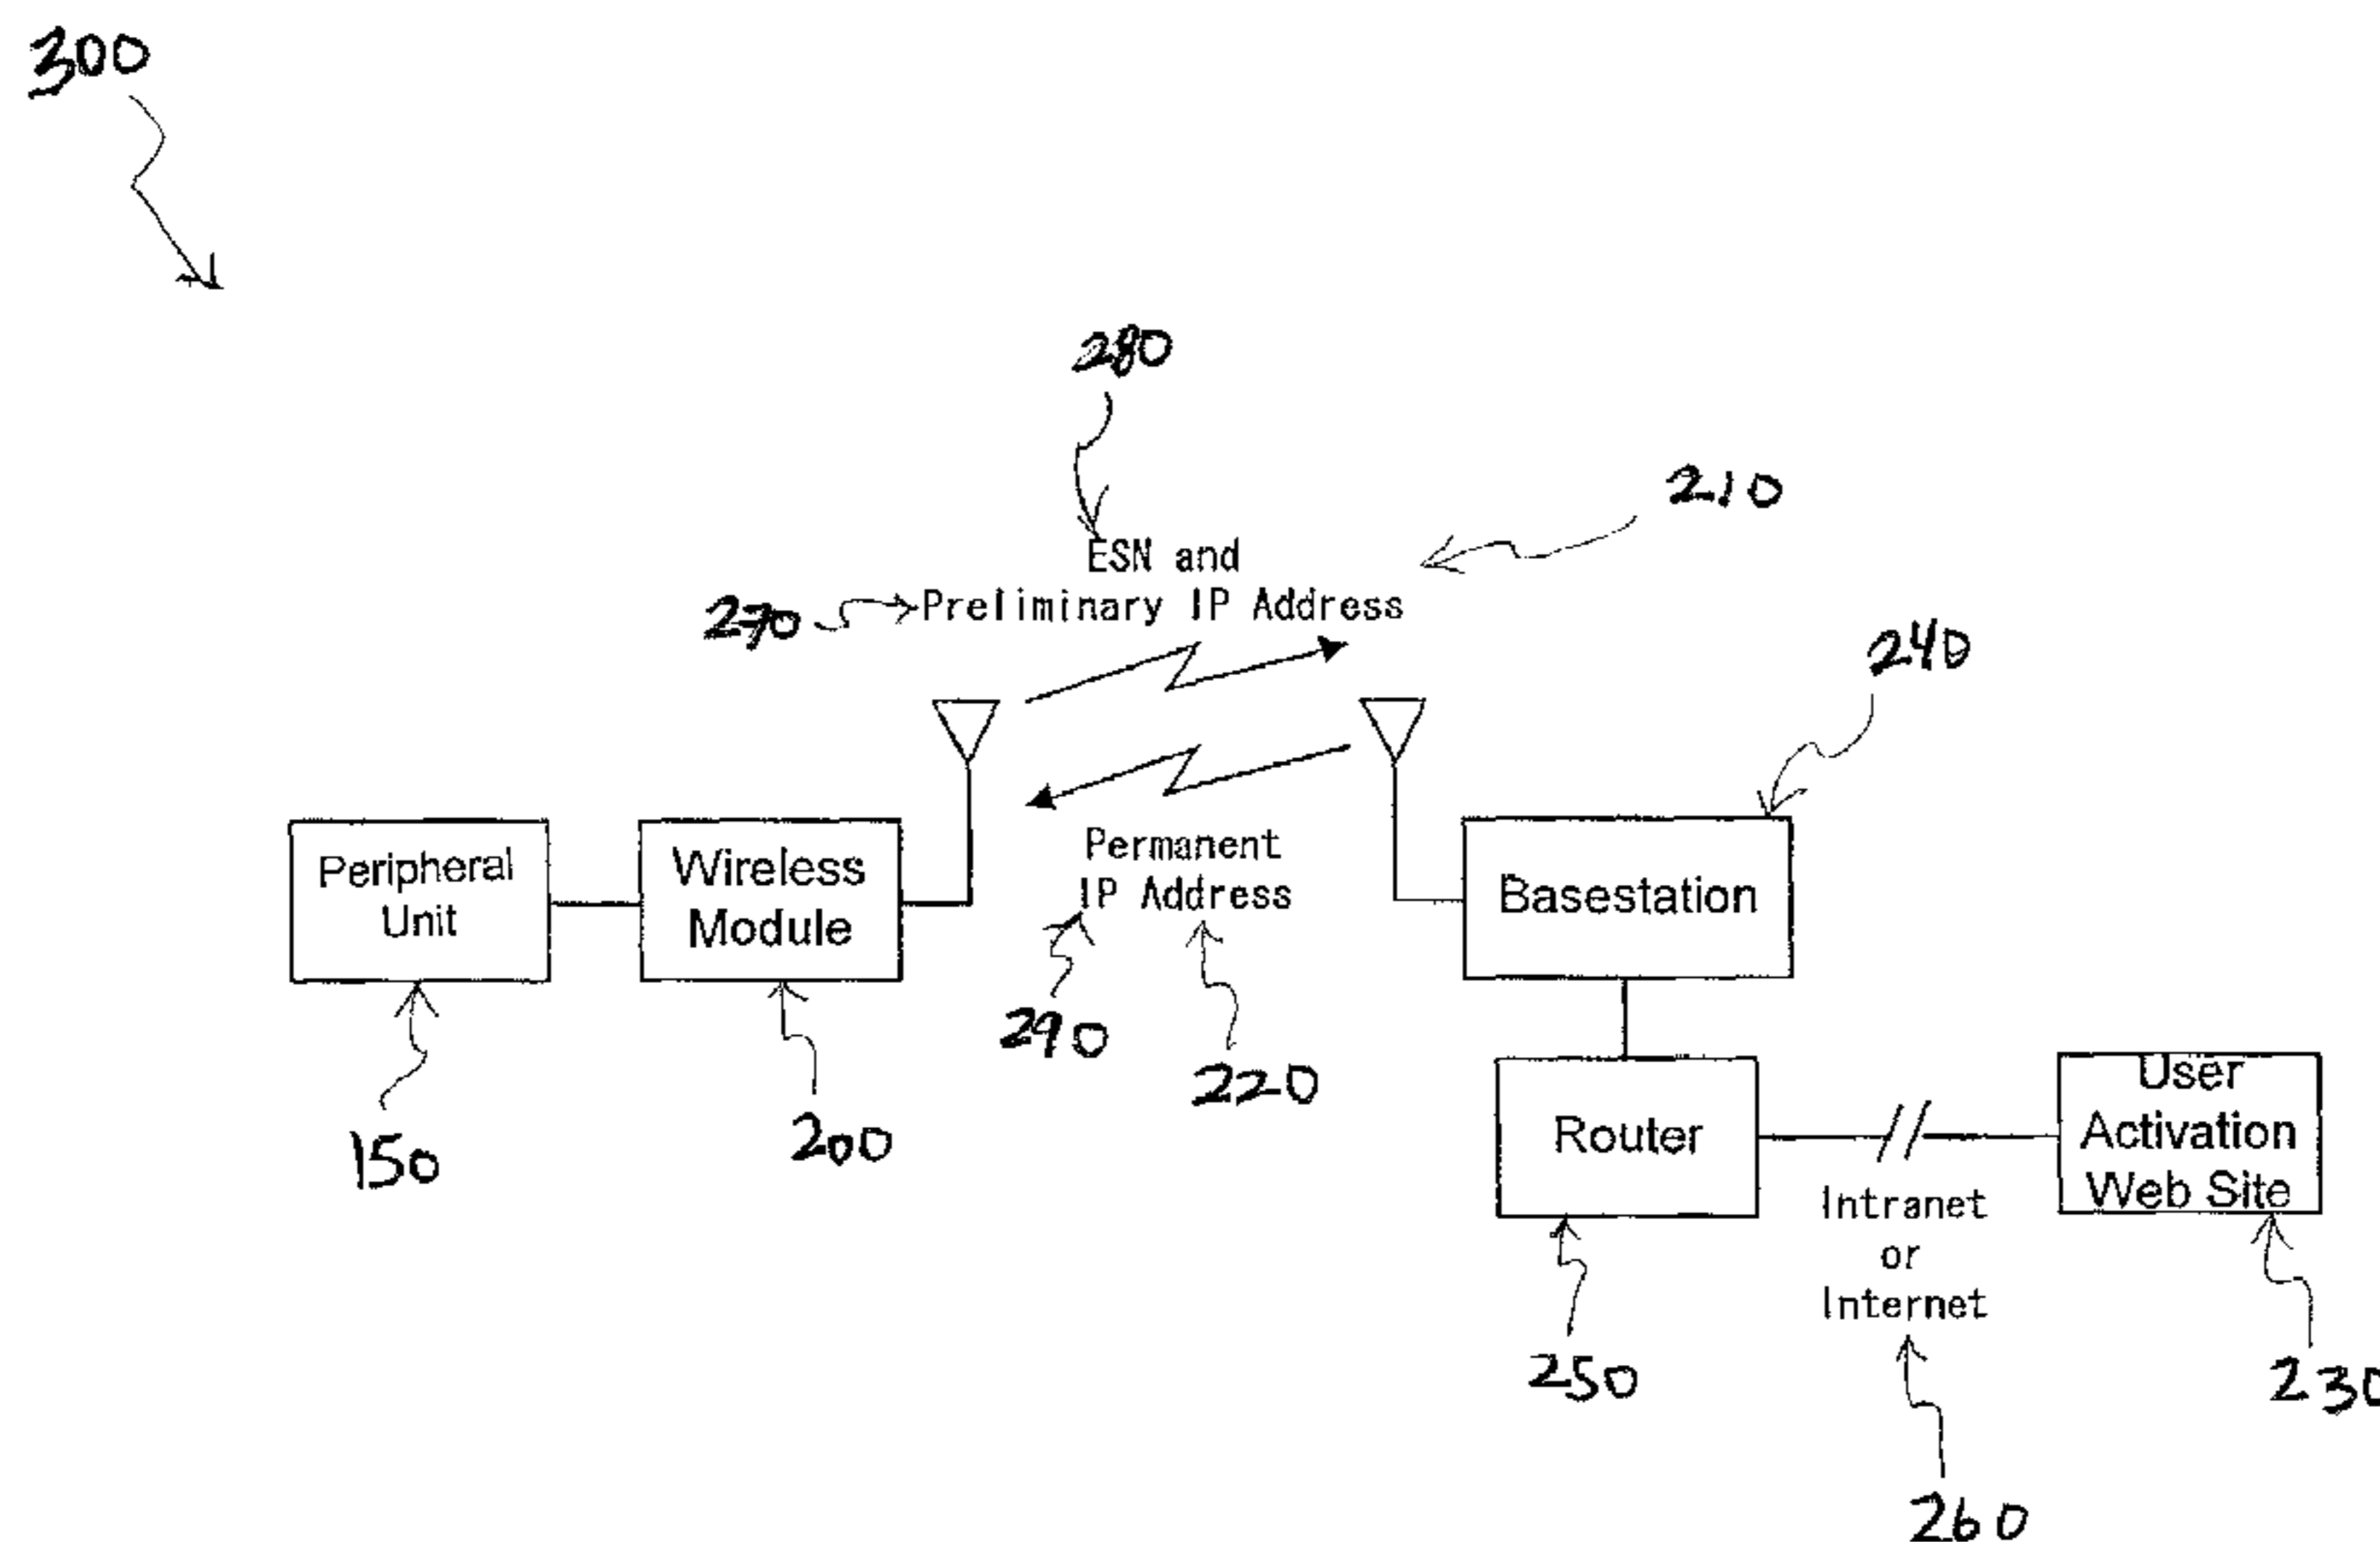 300
280
210
ESN and
270 Preliminary IP Address
240
Peripheral
Unit
Wireless
Module
Permanent
IP Address
Basestation
290
220
150
200
Router
User
Activation
Web Site
Intranet
or
Internet
250
230
260